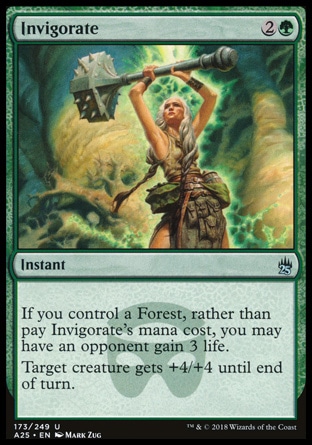 Invigorate 2
Instant 25
If you control a Forest, rather than
pay Invigorate's mana cost, you may
have an opponent gain 3 life.
Target creature gets +4/+4 until end
of turn.
173/249 U
A25 • EN Mark Zug ™ & © 2018 Wizards of the Coast